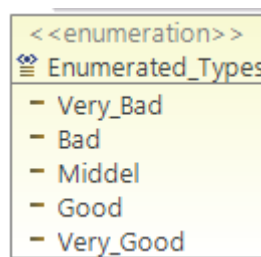 <<enumeration>>
Enumerated_Types
Very_Bad
Bad
Middel
Good
Very_Good